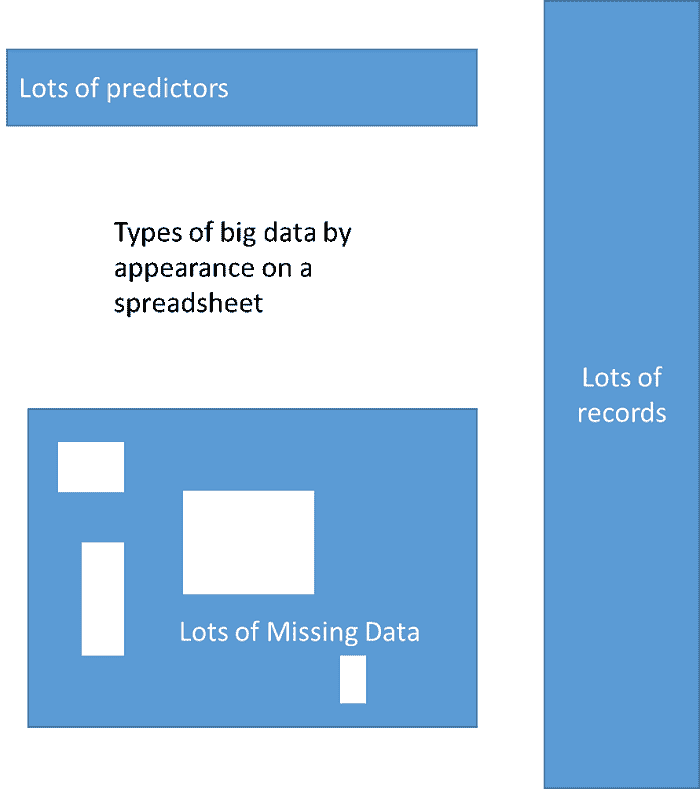 Lots of predictors
Types of big data by
appearance on a
spreadsheet
Lots of
records
Lots of Missing Data